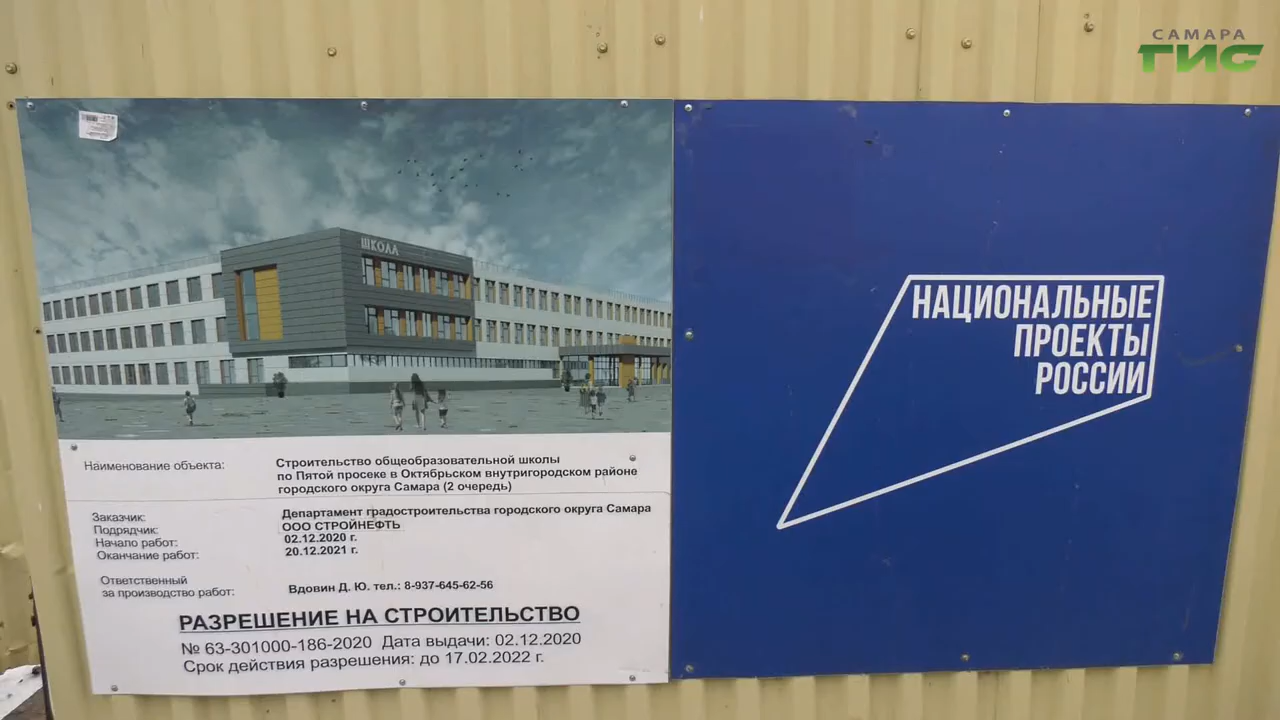 САМАРА
ГИС
ШКОЛА
Наименование объекта:
Строительство общеобразовательной школы
по Пятой просеке в Октябрьском внутригородском районе
городского округа Самара (2 очередь)
Заказчик: Департамент градостроительства городского округа Самара
Подрядчик: ООО СТРОЙНЕФТЬ
Начало работ: 02.12.2020 г.
Окончание работ: 20.12.2021 г.
Ответственный
за производство работ: Вдовин Д. Ю. тел.: 8-937-645-62-56
РАЗРЕШЕНИЕ НА СТРОИТЕЛЬСТВО
№ 63-301000-186-2020 Дата выдачи: 02.12.2020
Срок действия разрешения: до 17.02.2022 г.
НАЦИОНАЛЬНЫЕ
ПРОЕКТЫ
РОССИИ